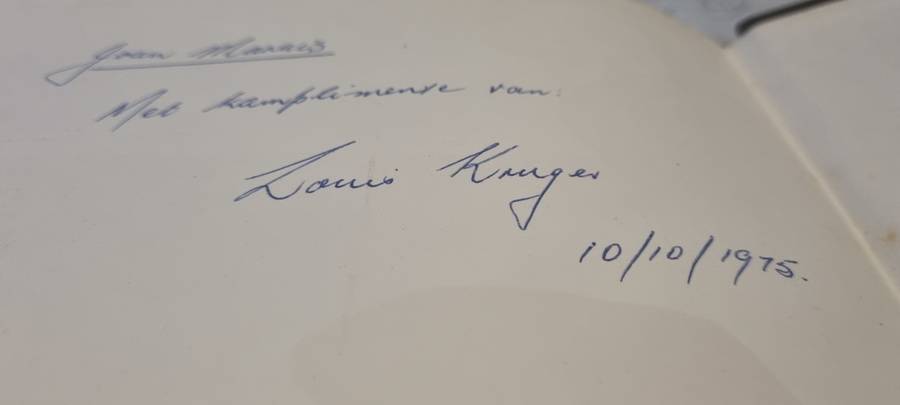 Joan Marais
Met komplimente van:
Louis Kruger
10/10/1975.